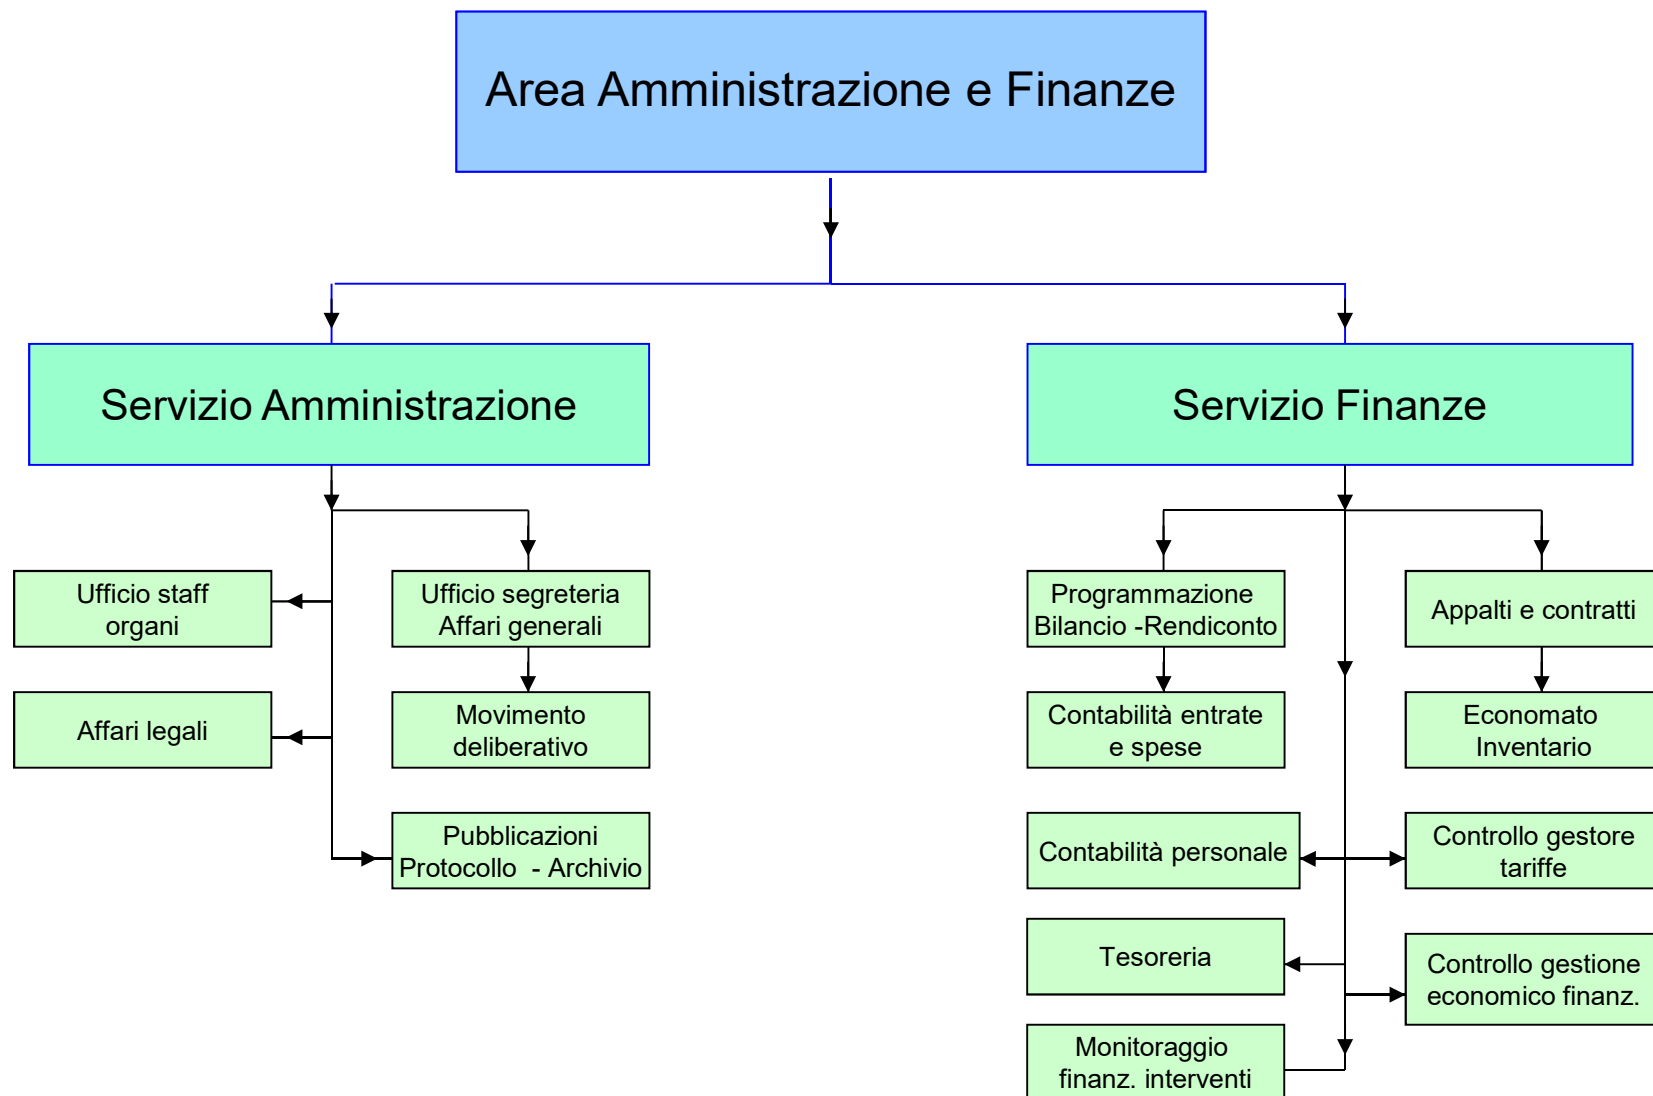 Area Amministrazione e Finanze
Servizio Amministrazione
Servizio Finanze
Ufficio staff
organi
Ufficio segreteria
Affari generali
Programmazione
Bilancio -Rendiconto
Appalti e contratti
Affari legali
Movimento
deliberativo
Contabilità entrate
e spese
Economato
Inventario
Pubblicazioni
Protocollo  - Archivio
Contabilità personale
Controllo gestore
tariffe
Tesoreria
Controllo gestione
economico finanz.
Monitoraggio
finanz. interventi